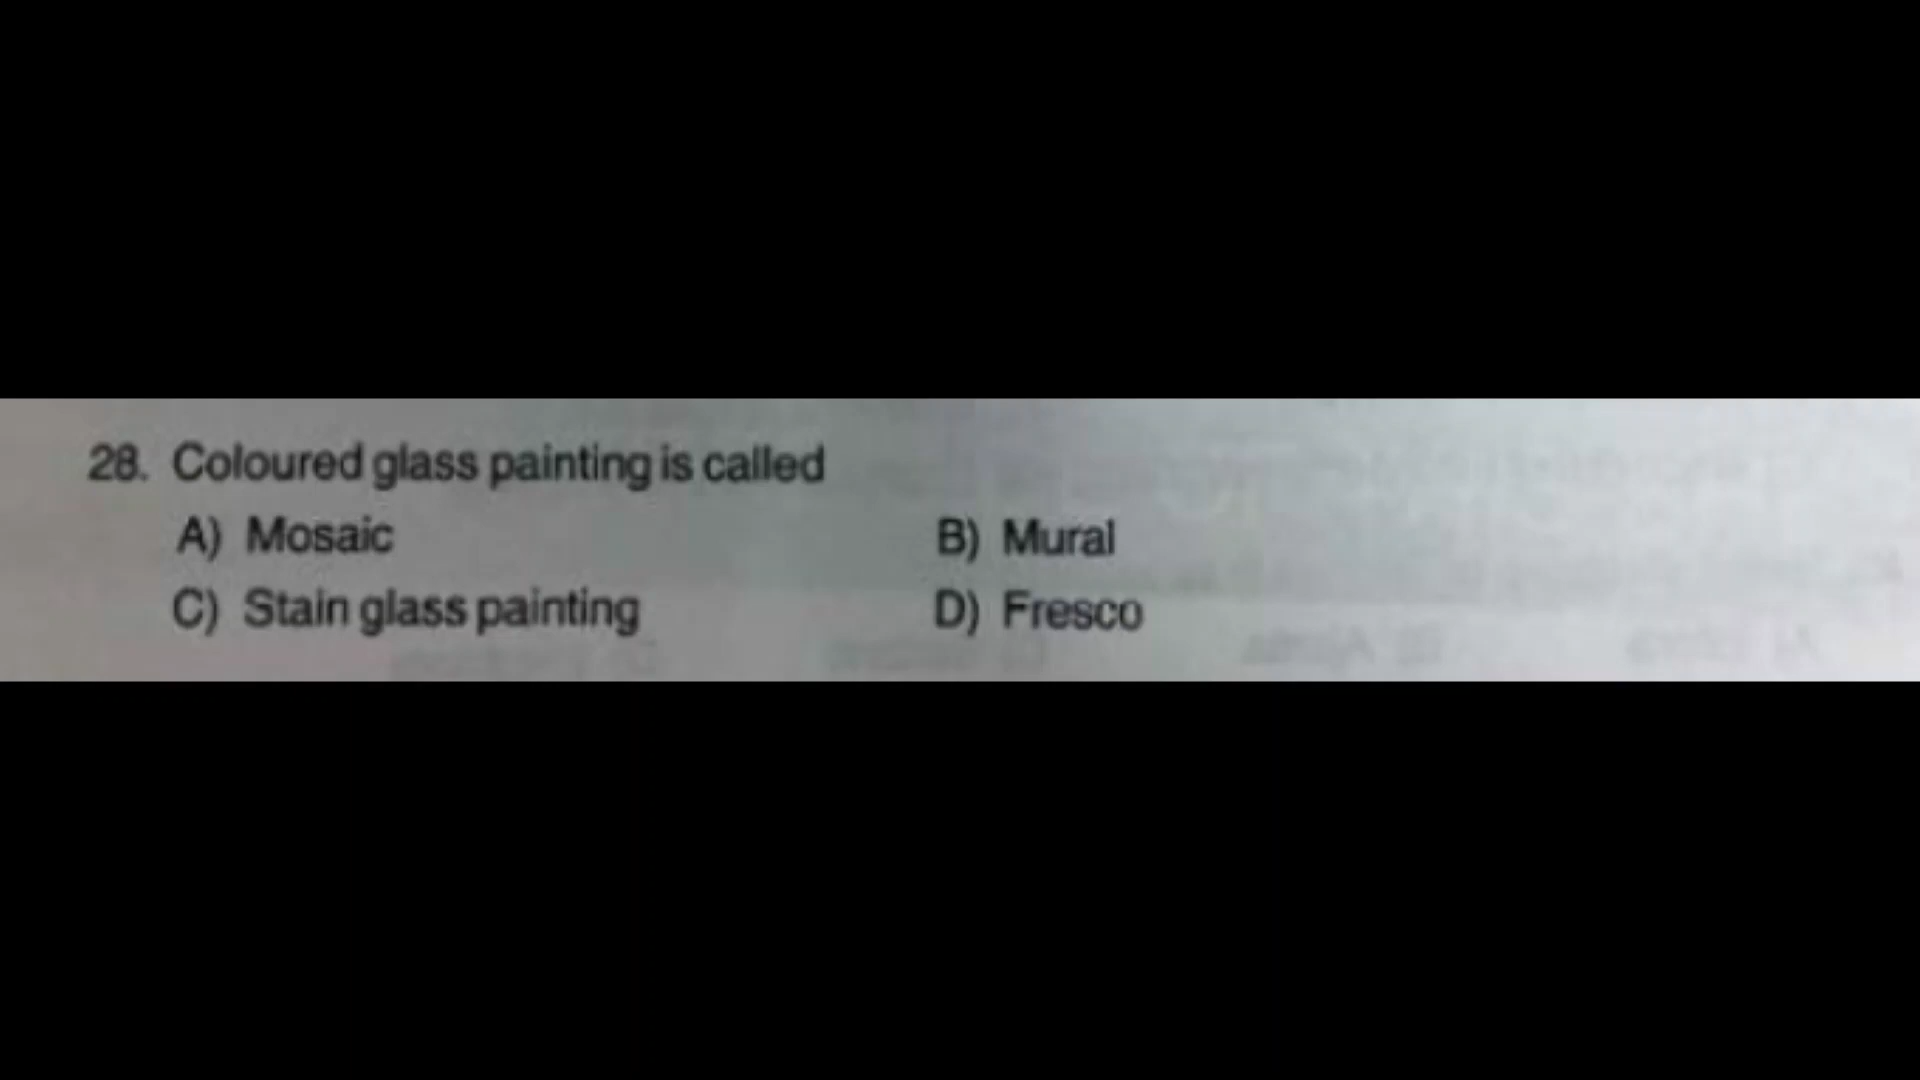 28. Coloured glass painting is called
A) Mosaic B) Mural
C) Stain glass painting D) Fresco